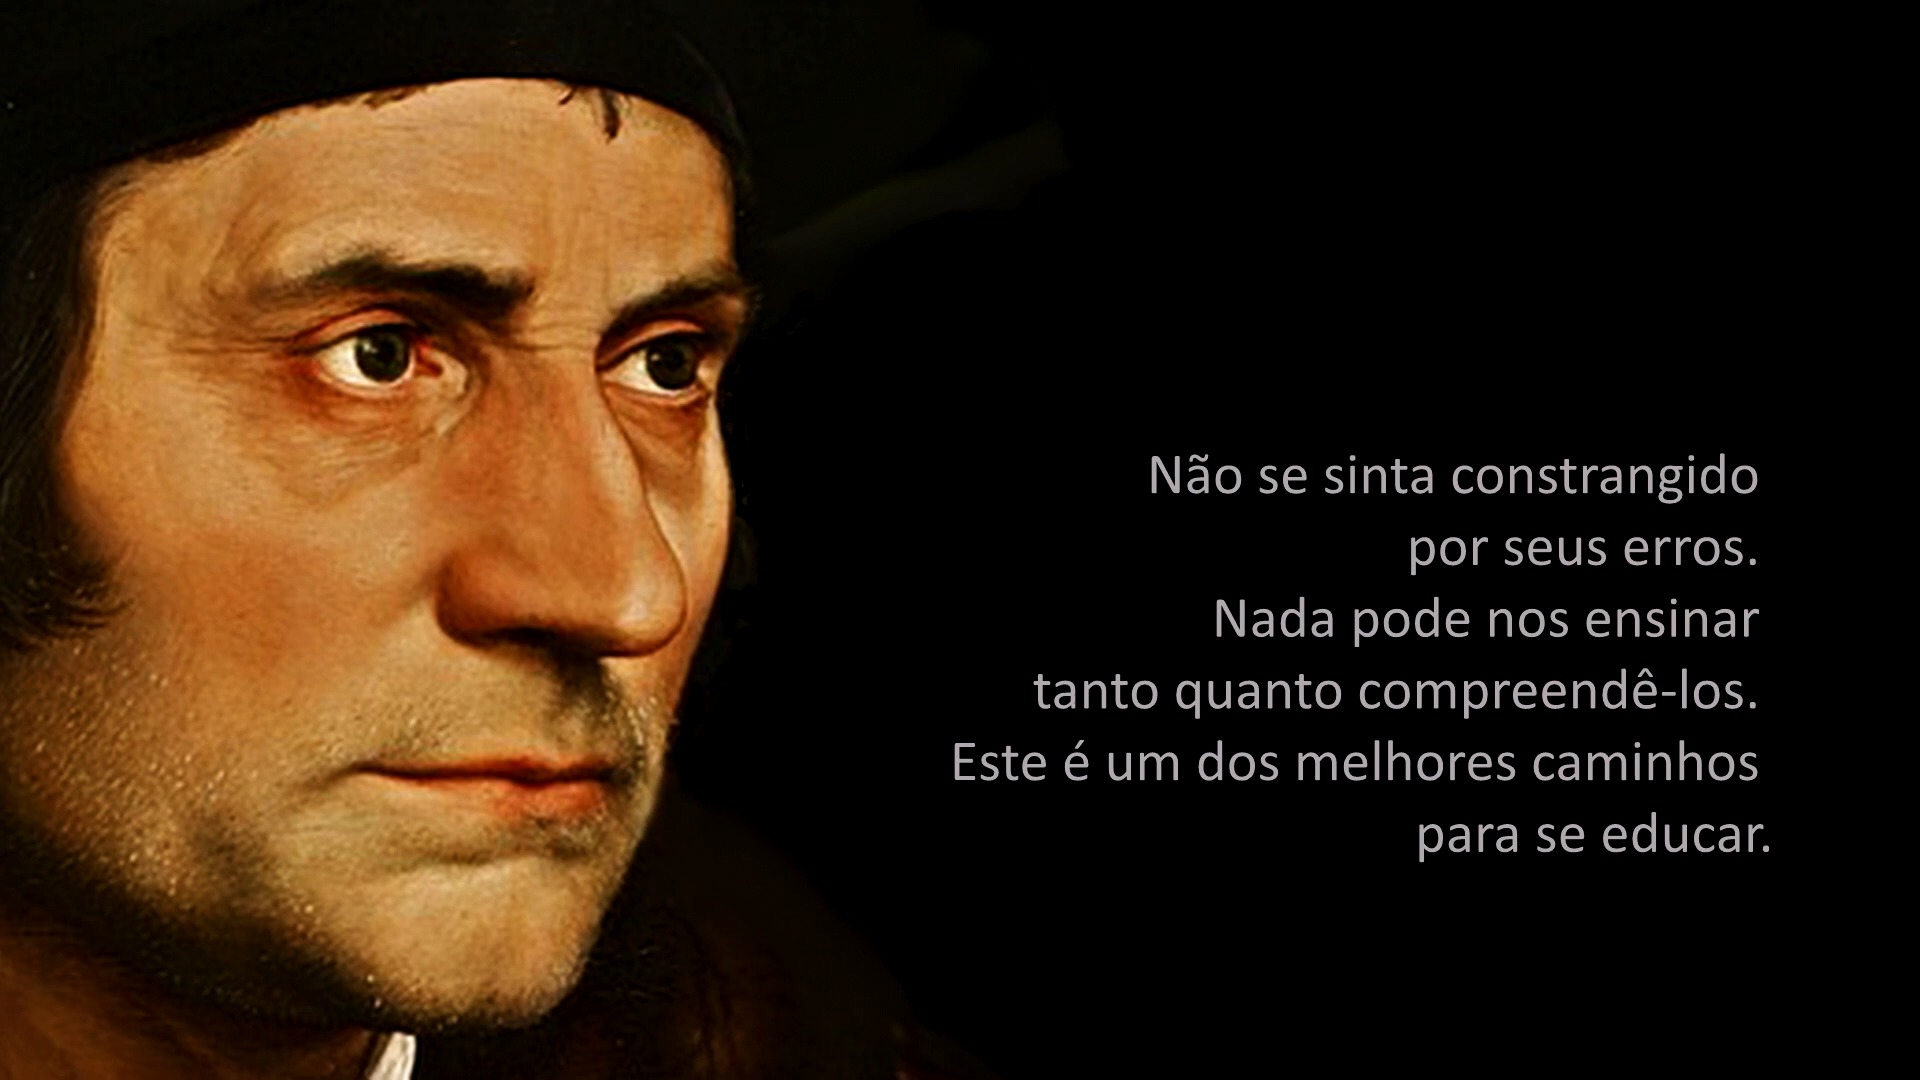 Não se sinta constrangido
por seus erros.
Nada pode nos ensinar
tanto quanto compreendê-los.
Este é um dos melhores caminhos
para se educar.